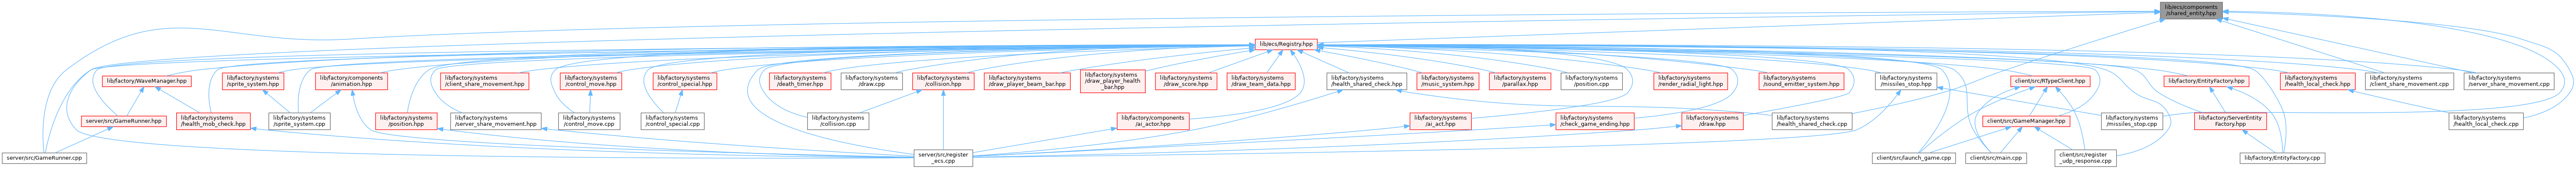 lib/ecs/components
/shared_entity.hpp
lib/ecs/Registry.hpp
lib/factory/WaveManager.hpp
lib/factory/systems
/sprite_system.hpp
lib/factory/components
/animation.hpp
lib/factory/systems
/client_share_movement.hpp
lib/factory/systems
/control_move.hpp
lib/factory/systems
/control_special.hpp
lib/factory/systems
/death_timer.hpp
lib/factory/systems
/draw.cpp
lib/factory/systems
/collision.hpp
lib/factory/systems
/draw_player_beam_bar.hpp
lib/factory/systems
/draw_player_health
_bar.hpp
lib/factory/systems
/draw_score.hpp
lib/factory/systems
/draw_team_data.hpp
lib/factory/systems
/health_shared_check.hpp
lib/factory/systems
/music_system.hpp
lib/factory/systems
/parallax.hpp
lib/factory/systems
/position.cpp
lib/factory/systems
/render_radial_light.hpp
lib/factory/systems
/sound_emitter_system.hpp
lib/factory/systems
/missiles_stop.hpp
client/src/RTypeClient.hpp
lib/factory/EntityFactory.hpp
lib/factory/systems
/health_local_check.hpp
lib/factory/systems
/client_share_movement.cpp
lib/factory/systems
/server_share_movement.cpp
server/src/GameRunner.hpp
lib/factory/systems
/health_mob_check.hpp
lib/factory/systems
/sprite_system.cpp
lib/factory/systems
/position.hpp
lib/factory/systems
/server_share_movement.hpp
lib/factory/systems
/control_move.cpp
lib/factory/systems
/control_special.cpp
lib/factory/systems
/collision.cpp
lib/factory/components
/ai_actor.hpp
lib/factory/systems
/ai_act.hpp
lib/factory/systems
/check_game_ending.hpp
lib/factory/systems
/draw.hpp
lib/factory/systems
/health_shared_check.cpp
client/src/GameManager.hpp
lib/factory/systems
/missiles_stop.cpp
lib/factory/ServerEntity
Factory.hpp
lib/factory/systems
/health_local_check.cpp
server/src/GameRunner.cpp
server/src/register
_ecs.cpp
client/src/launch_game.cpp
client/src/main.cpp
client/src/register
_udp_response.cpp
lib/factory/EntityFactory.cpp